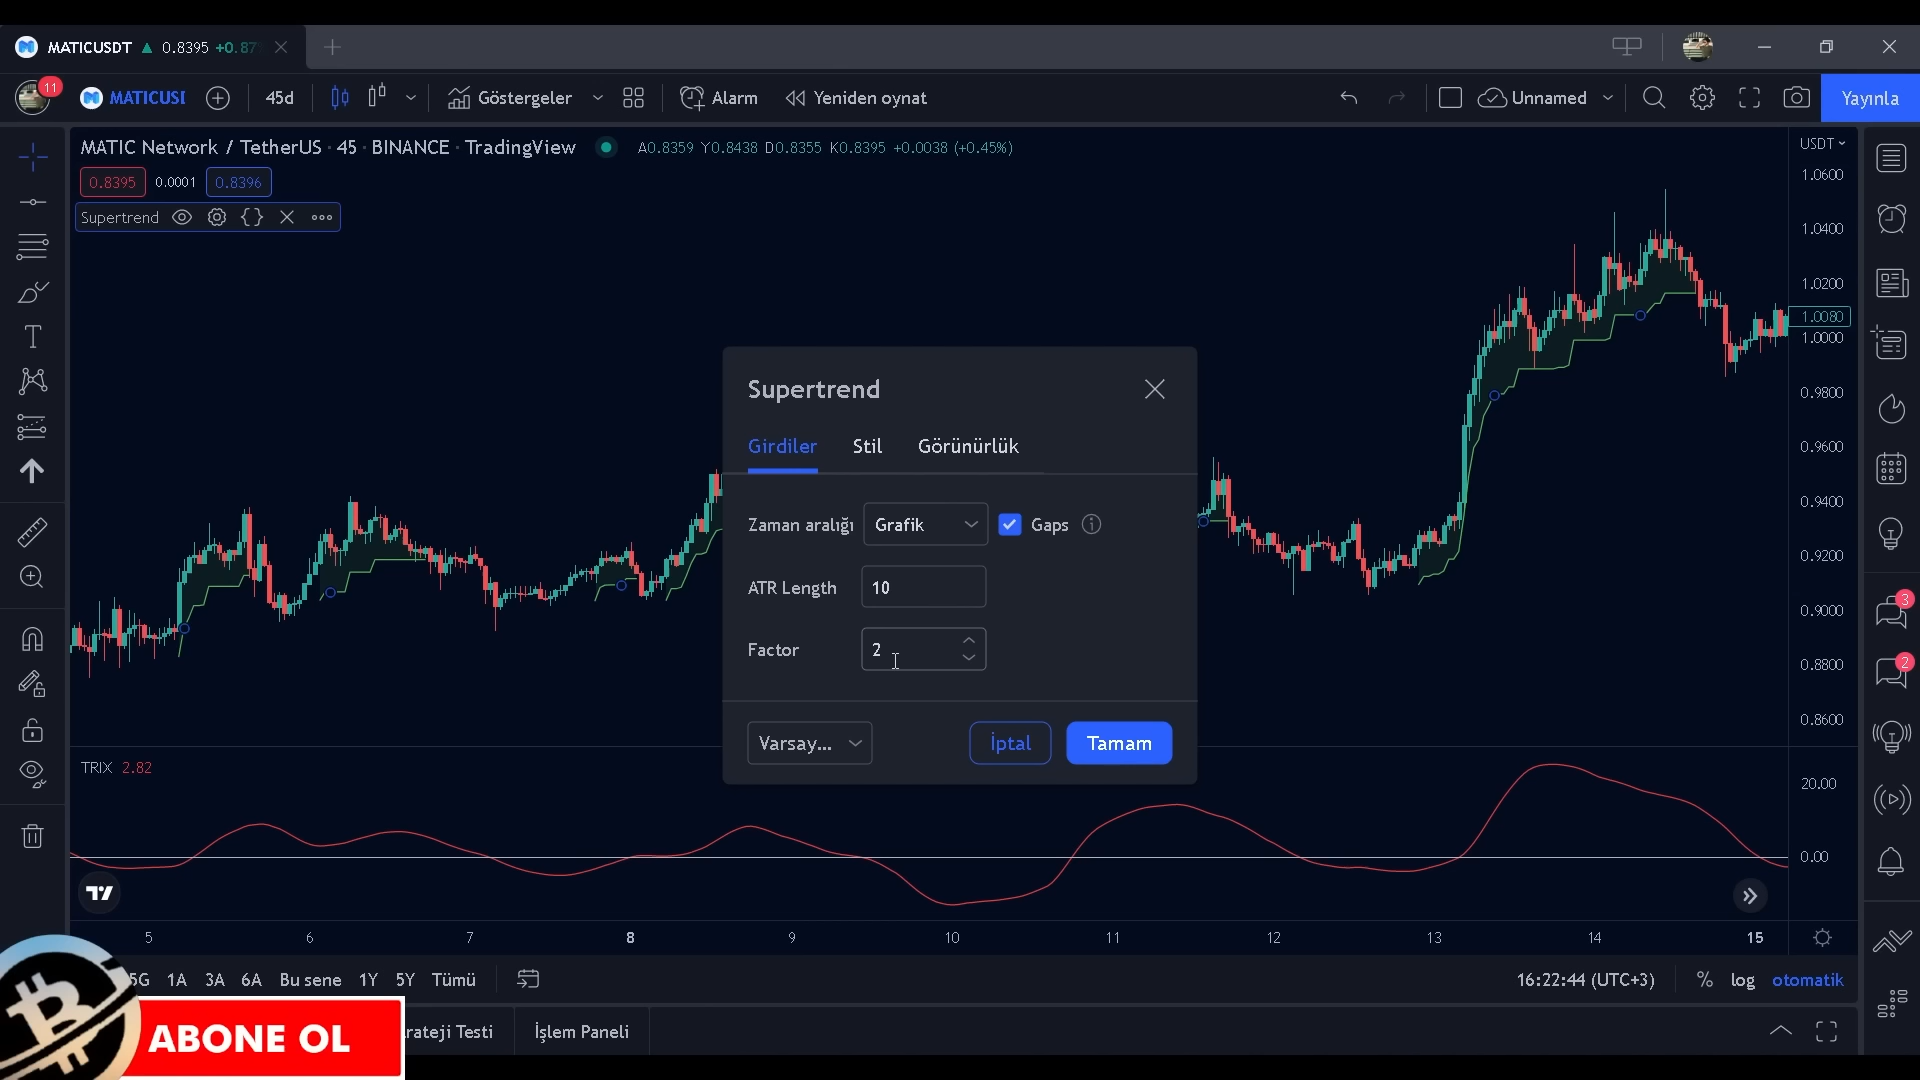 MATICUSDT ▲ 0.8395 +0.87
11 MATICUSI 45d Göstergeler Alarm Yeniden oynat Unnamed Yayınla
MATIC Network / TetherUS · 45 · BINANCE · TradingView A0.8359 Y0.8438 D0.8355 K0.8395 +0.0038 (+0.45%)
USDT
0.8395 0.0001 0.8396
Supertrend
1.0600
1.0400
1.0200
1.0080
1.0000
0.9800
0.9600
0.9400
0.9200
0.9000
0.8800
0.8600
Supertrend
Girdiler Stil Görünürlük
Zaman aralığı Grafik Gaps
ATR Length 10
Factor 2
Varsay... İptal Tamam
3
2
TRIX 2.82
20.00
0.00
5 6 7 8 9 10 11 12 13 14 15
5G 1A 3A 6A Bu sene 1Y 5Y Tümü 16:22:44 (UTC+3) % log otomatik
rateji Testi İşlem Paneli
ABONE OL